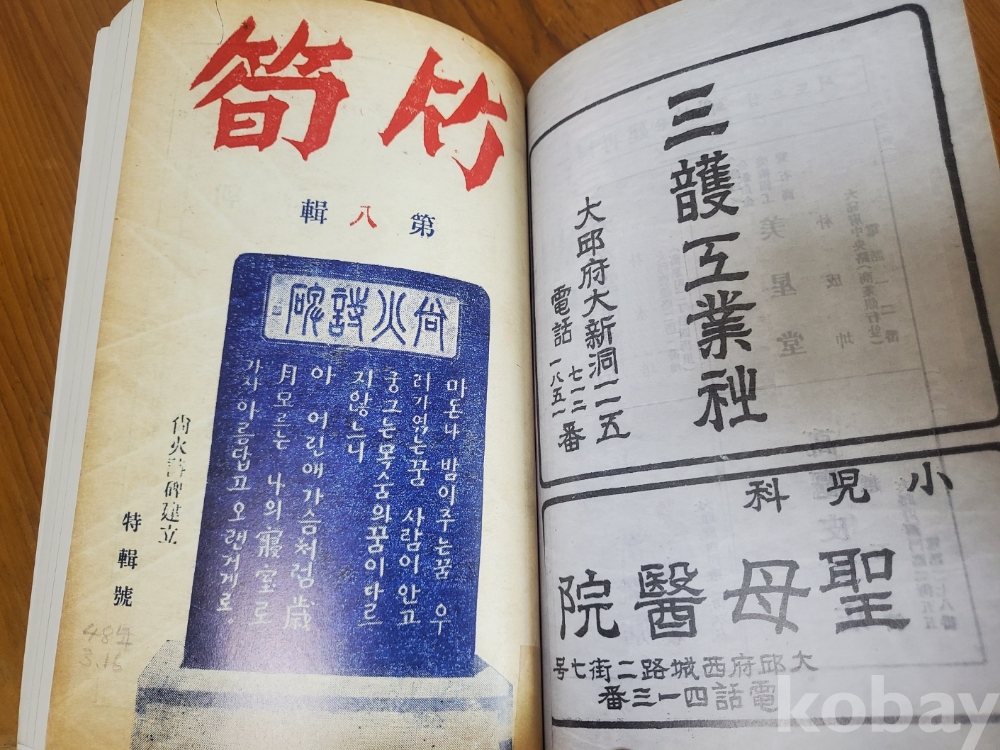 竹筍
第八輯
尙火詩碑
마돈나 밤이주는꿈 우
리가얽는꿈 사람이안고
궁그는목숨의꿈이다르
지않느니
아 어린애가슴처럼歲
月모르는 나의寢室로
가자아름답고오랜거게로.
尙火詩碑建立
特輯號
三護工業社
大邱府大新洞一一五
電話 七一二番
一八五一
小児科
聖母醫院
大邱府西城路二街七号
電話四一三番
kobay